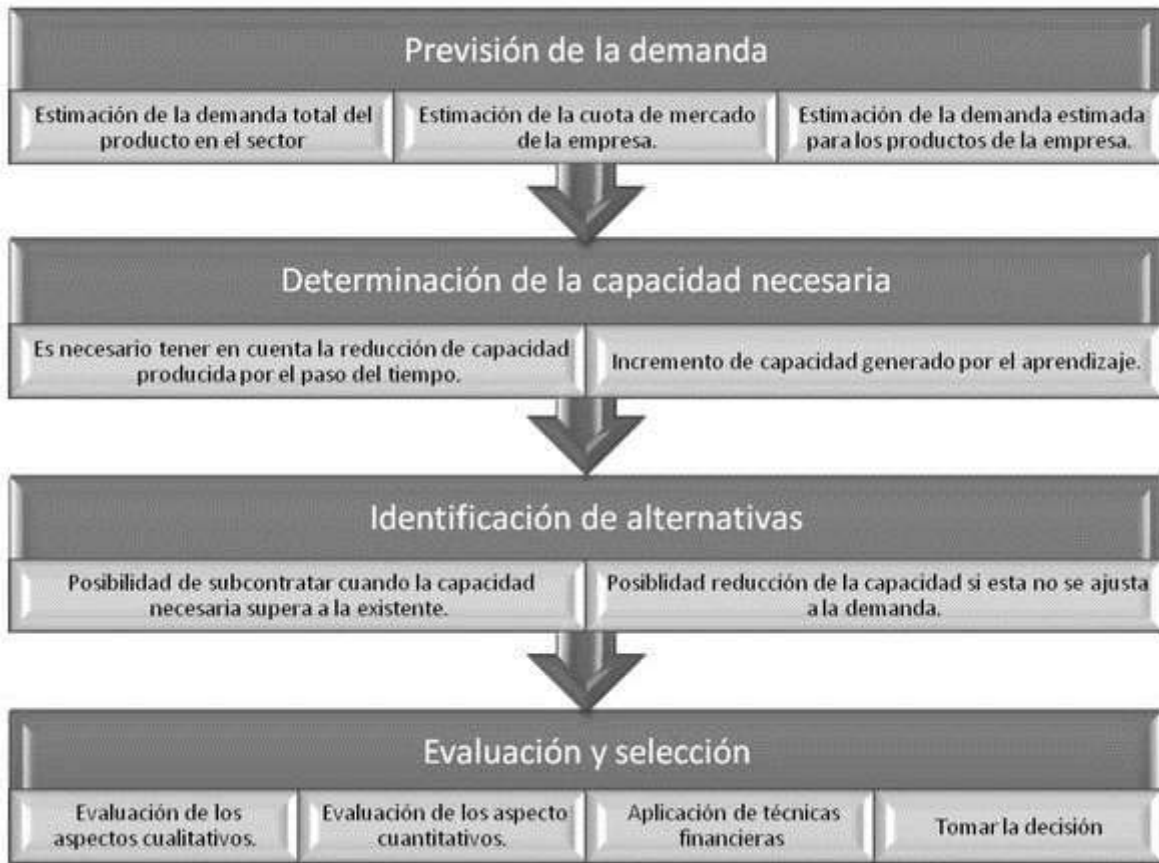 Previsión de la demanda
Estimación de la demanda total del
producto en el sector
Estimación de la cuota de mercado
de la empresa.
Estimación de la demanda estimada
para los productos de la empresa.
Determinación de la capacidad necesaria
Es necesario tener en cuenta la reducción de capacidad
producida por el paso del tiempo.
Incremento de capacidad generado por el aprendizaje.
Identificación de alternativas
Posibilidad de subcontratar cuando la capacidad
necesaria supera a la existente.
Posiblidad reducción de la capacidad si esta no se ajusta
a la demanda.
Evaluación y selección
Evaluación de los
aspectos cualitativos.
Evaluación de los aspecto
cuantitativos.
Aplicación de técnicas
financieras
Tomar la decisión